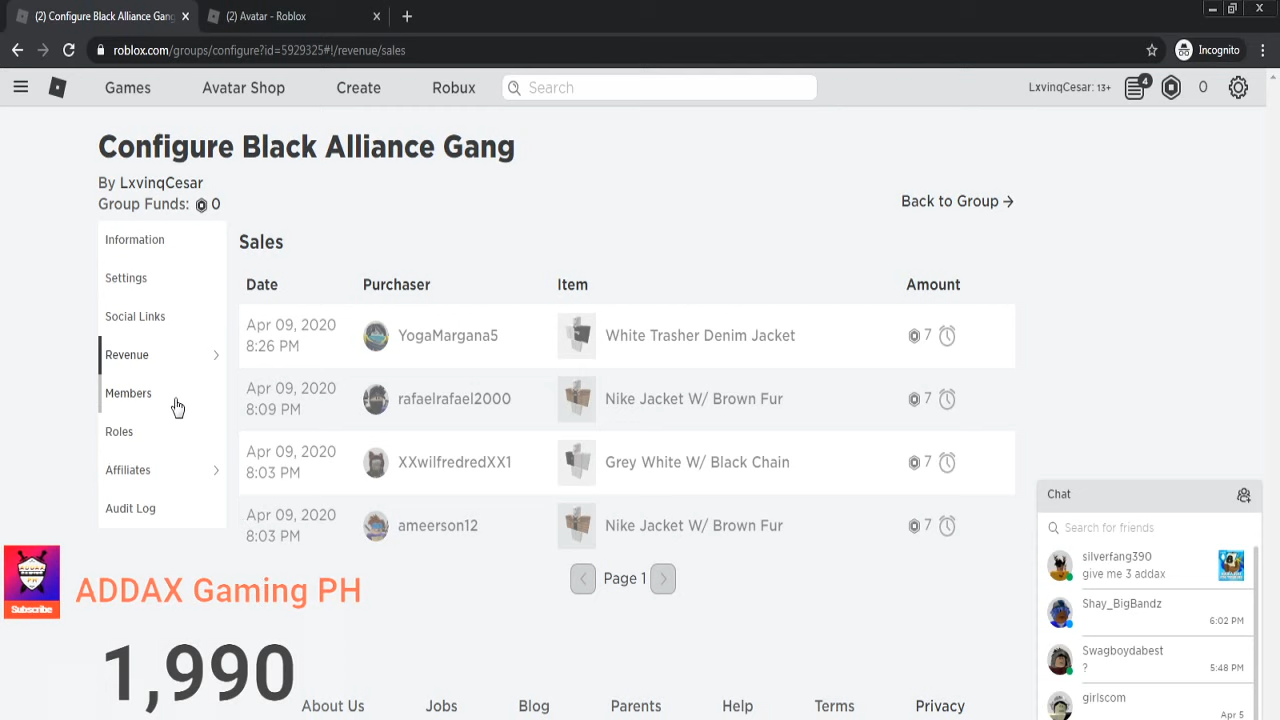 (2) Configure Black Alliance Gang
(2) Avatar - Roblox
roblox.com/groups/configure?id=5929325#!/revenue/sales
Incognito
Games
Avatar Shop
Create
Robux
Search
LxvinqCesar: 13+
4
0
Configure Black Alliance Gang
By LxvinqCesar
Group Funds: 0
Back to Group →
Information
Settings
Social Links
Revenue
Members
Roles
Affiliates
Audit Log
Sales
Date Purchaser Item Amount
Apr 09, 2020
8:26 PM
YogaMargana5
White Trasher Denim Jacket
7
Apr 09, 2020
8:09 PM
rafaelrafael2000
Nike Jacket W/ Brown Fur
7
Apr 09, 2020
8:03 PM
XXwilfredredXX1
Grey White W/ Black Chain
7
Apr 09, 2020
8:03 PM
ameerson12
Nike Jacket W/ Brown Fur
7
Page 1
Chat
Search for friends
silverfang390
give me 3 addax
Shay_BigBandz
6:02 PM
Swagboydabest
?
5:48 PM
girlscom
Apr 5
ADDAX
PH
Subscribe
ADDAX Gaming PH
1,990
About Us
Jobs
Blog
Parents
Help
Terms
Privacy